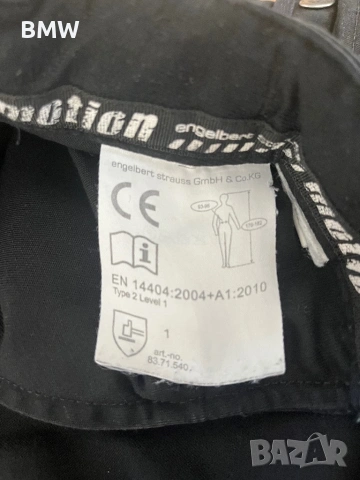 BMW
motion
engelbert
engelbert strauss GmbH & Co.KG
CE
EN 14404:2004+A1:2010
Type 2 Level 1
1
art.-no.
83.71.540
BAZAR